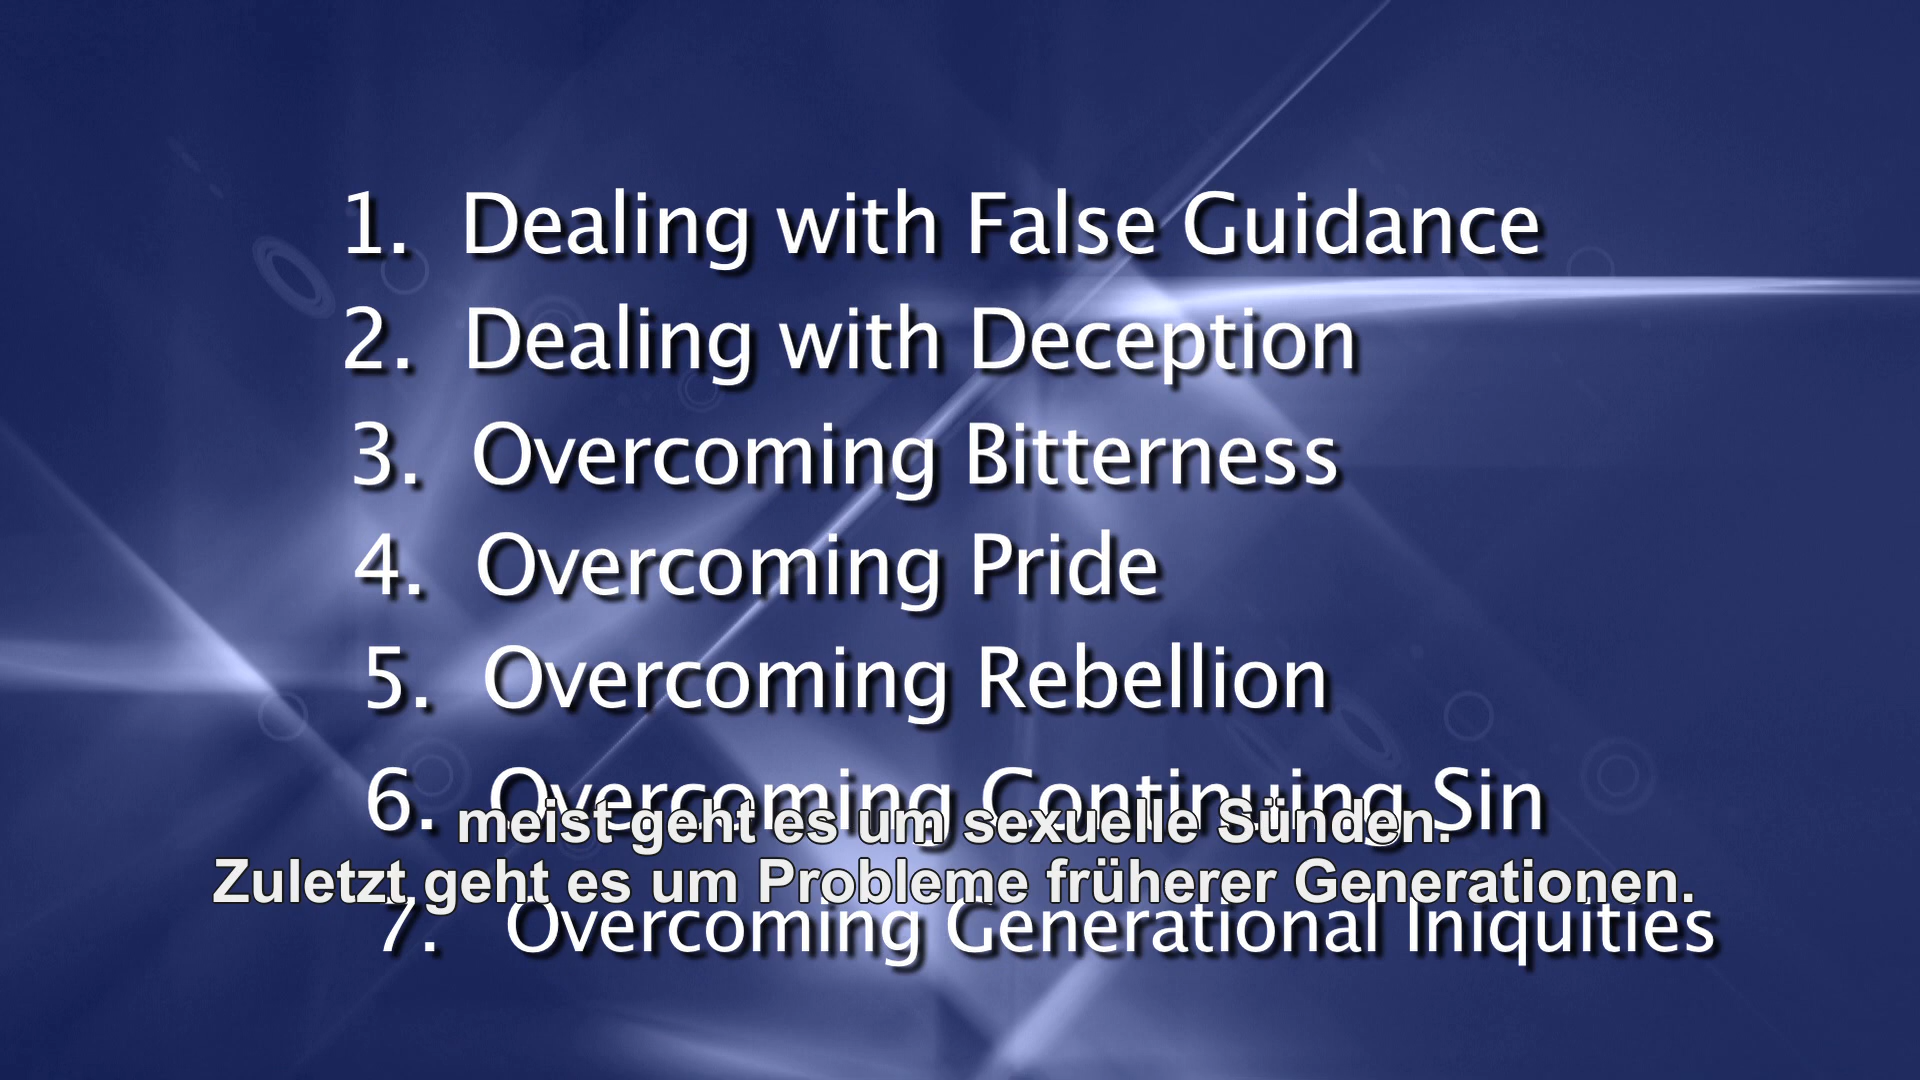 1. Dealing with False Guidance
2. Dealing with Deception
3. Overcoming Bitterness
4. Overcoming Pride
5. Overcoming Rebellion
6. Overcoming Continuing Sin
meist geht es um sexuelle Sünden.
Zuletzt geht es um Probleme früherer Generationen.
7. Overcoming Generational Iniquities